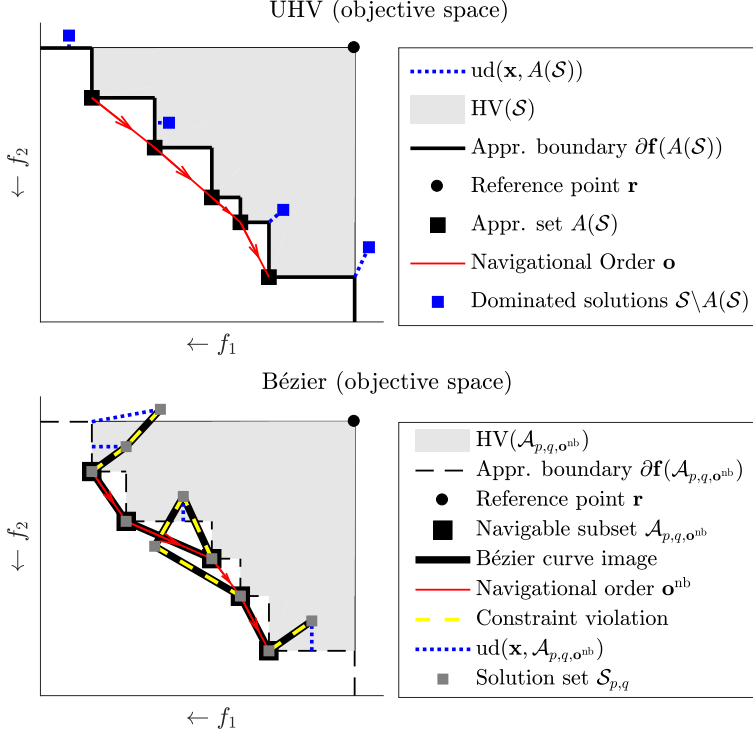 UHV (objective space)
← f₂
← f₁
ud(𝐱, A(𝒮))
HV(𝒮)
Appr. boundary ∂𝐟(A(𝒮))
Reference point 𝐫
Appr. set A(𝒮)
Navigational Order 𝐨
Dominated solutions 𝒮\A(𝒮)
Bézier (objective space)
← f₂
← f₁
HV(𝒜_{p,q,𝐨^{nb}})
Appr. boundary ∂𝐟(𝒜_{p,q,𝐨^{nb}})
Reference point 𝐫
Navigable subset 𝒜_{p,q,𝐨^{nb}}
Bézier curve image
Navigational order 𝐨^{nb}
Constraint violation
ud(𝐱, 𝒜_{p,q,𝐨^{nb}})
Solution set 𝒮_{p,q}